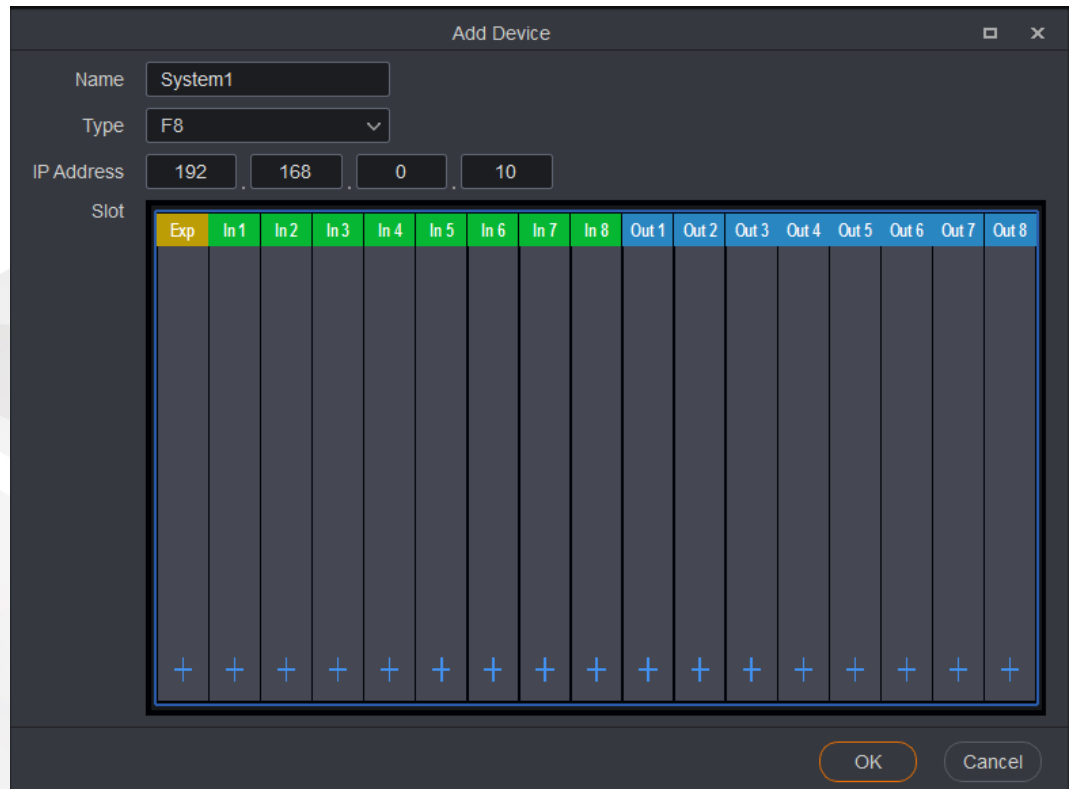 Add Device
Name System1
Type F8
IP Address 192 . 168 . 0 . 10
Slot
Exp In 1 In 2 In 3 In 4 In 5 In 6 In 7 In 8 Out 1 Out 2 Out 3 Out 4 Out 5 Out 6 Out 7 Out 8
+ + + + + + + + + + + + + + + + +
OK Cancel